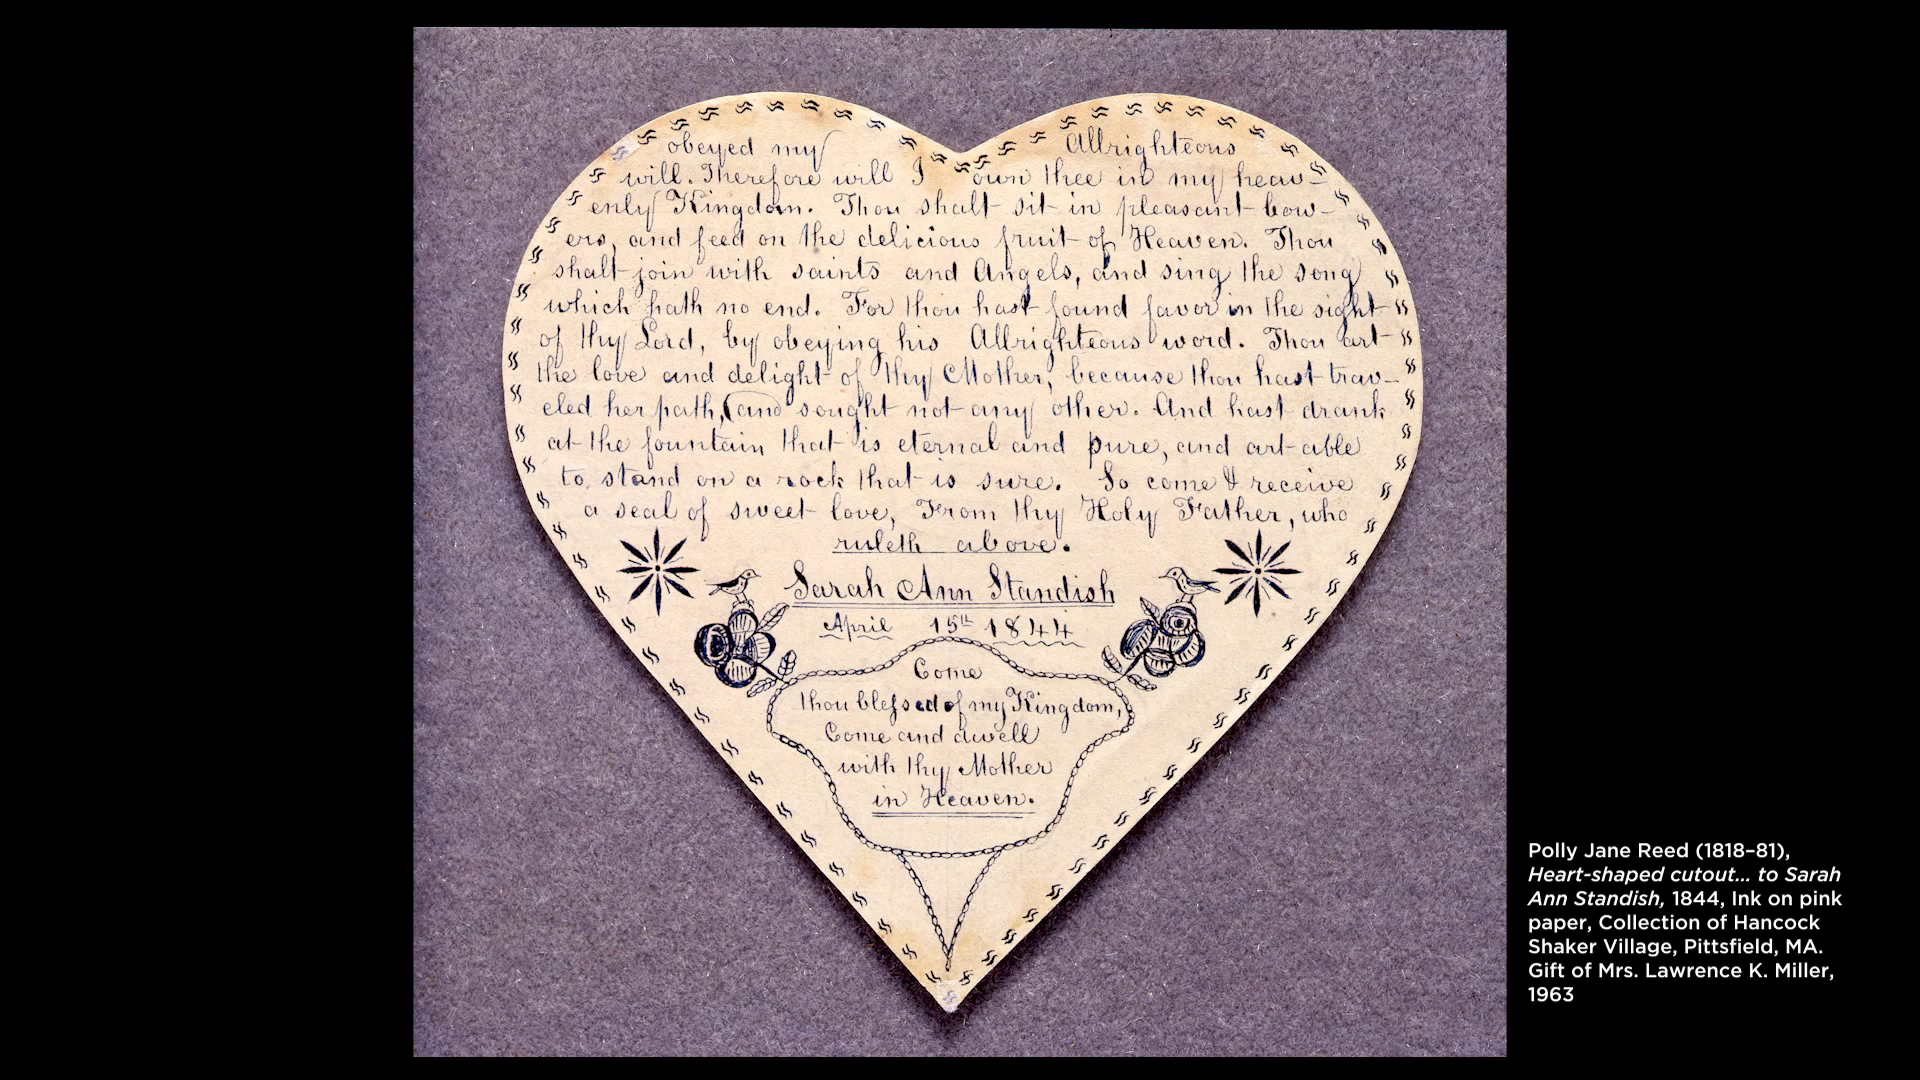 obeyed my Allrighteous
will. Therefore will I own thee in my heav-
enly Kingdom. Thou shalt sit in pleasant bow-
ers, and feed on the delicious fruit of Heaven. Thou
shalt join with saints and Angels, and sing the song
which hath no end. For thou hast found favor in the sight
of thy Lord, by obeying his Allrighteous word. Thou art
the love and delight of thy Mother, because thou hast trav-
eled her path, and sought not any other. And hast drank
at the fountain that is eternal and pure, and art able
to stand on a rock that is sure. So come & receive
a seal of sweet love, From thy Holy Father, who
ruleth above.
Sarah Ann Standish
April 15th 1844
Come
thou blessed of my Kingdom,
Come and dwell
with thy Mother
in Heaven.
Polly Jane Reed (1818–81),
Heart-shaped cutout... to Sarah
Ann Standish, 1844, Ink on pink
paper, Collection of Hancock
Shaker Village, Pittsfield, MA.
Gift of Mrs. Lawrence K. Miller,
1963